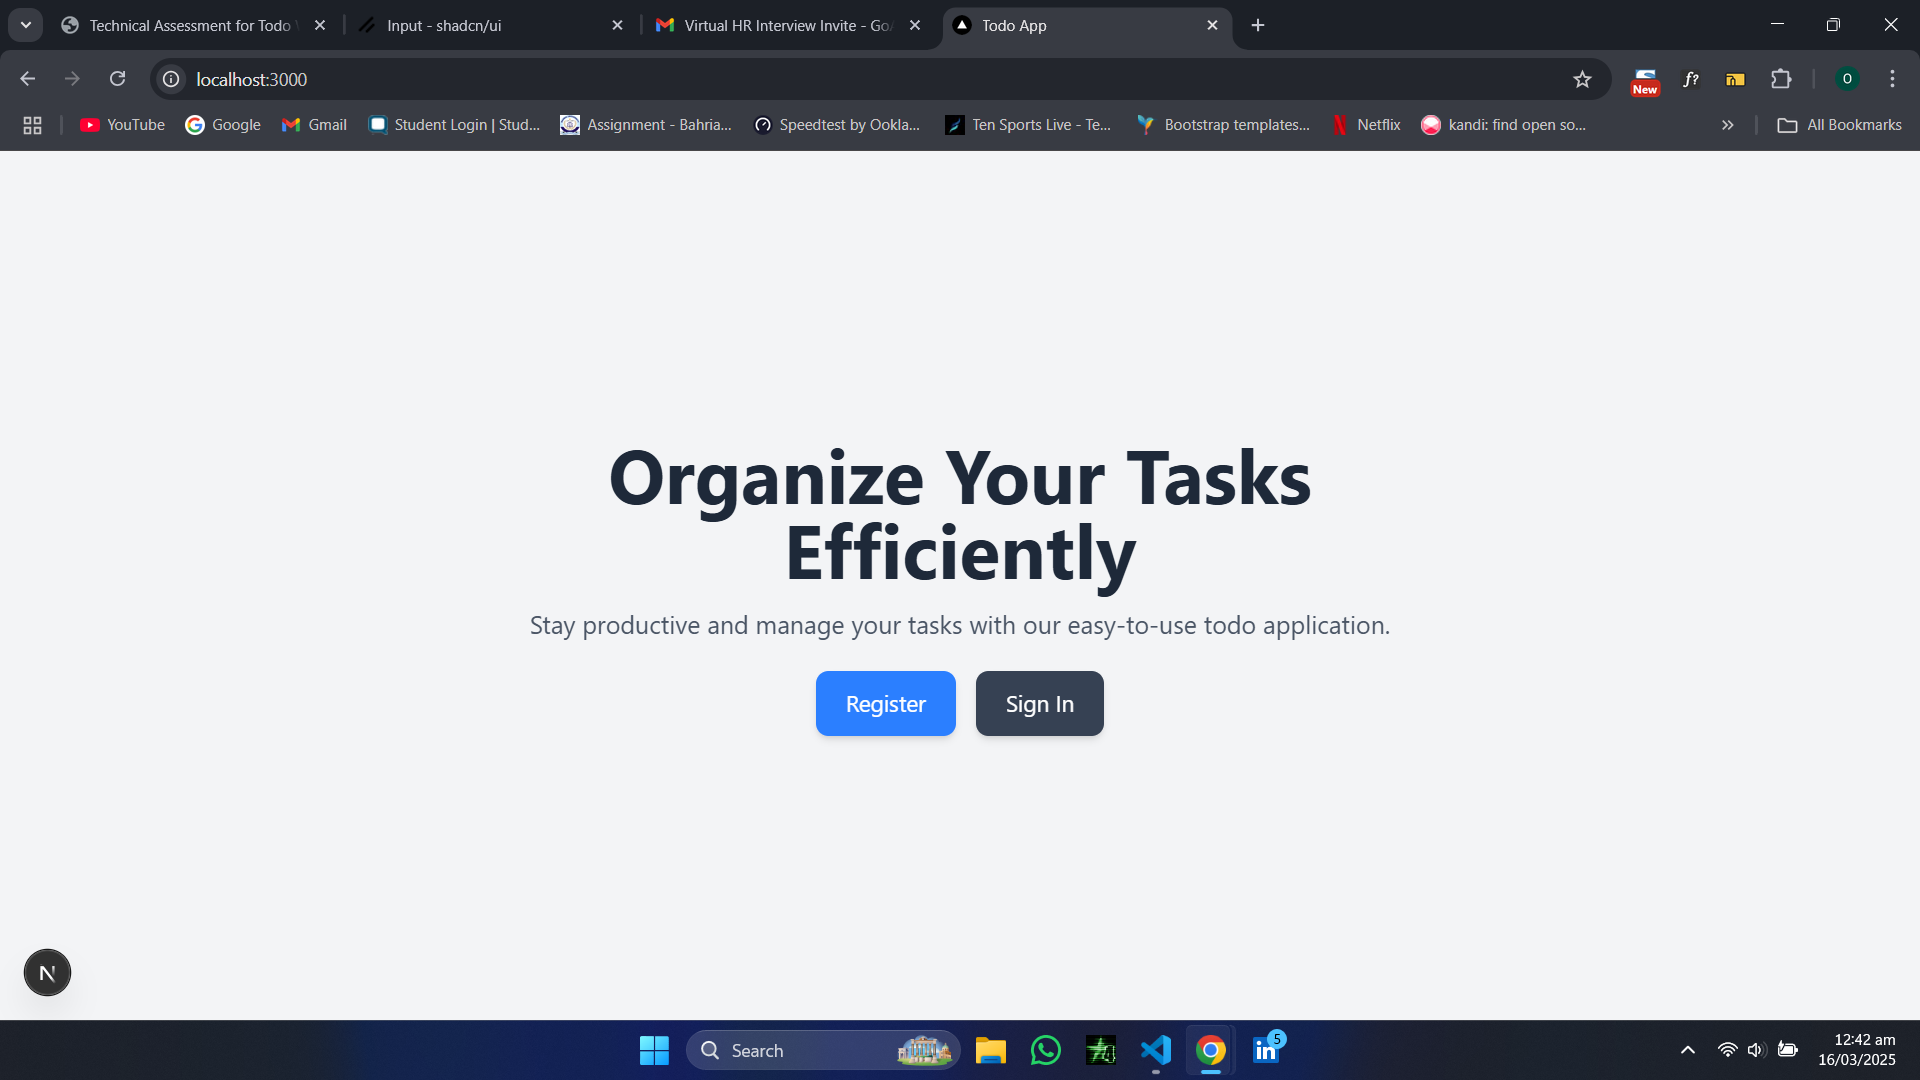 Technical Assessment for Todo
Input - shadcn/ui
Virtual HR Interview Invite - Go
Todo App
localhost:3000
New
f?
O
YouTube
Google
Gmail
Student Login | Stud...
Assignment - Bahria...
Speedtest by Ookla...
Ten Sports Live - Te...
Bootstrap templates...
Netflix
kandi: find open so...
All Bookmarks
Organize Your Tasks
Efficiently
Stay productive and manage your tasks with our easy-to-use todo application.
Register
Sign In
N
Search
in
5
12:42 am
16/03/2025